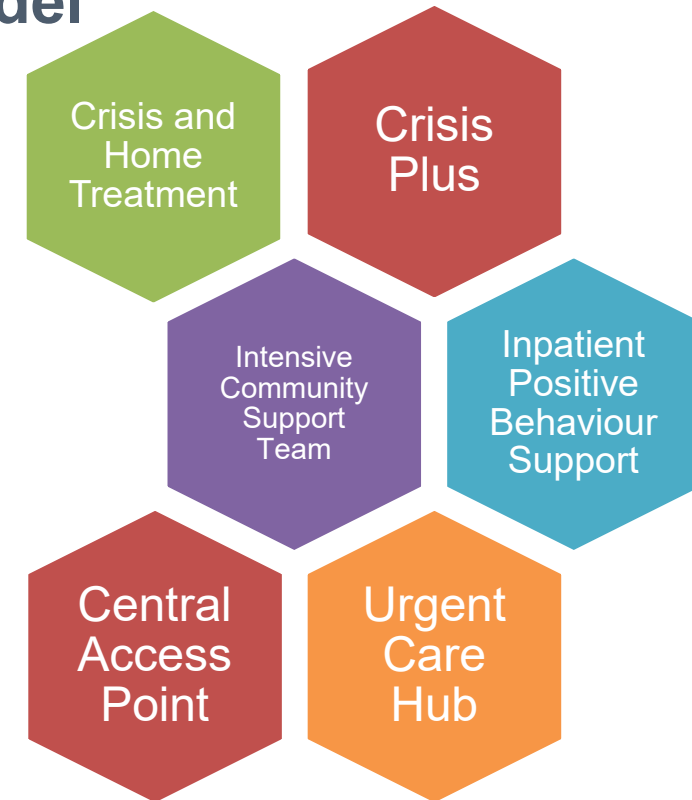 Crisis and
Home
Treatment
Crisis
Plus
Intensive
Community
Support
Team
Inpatient
Positive
Behaviour
Support
Central
Access
Point
Urgent
Care
Hub